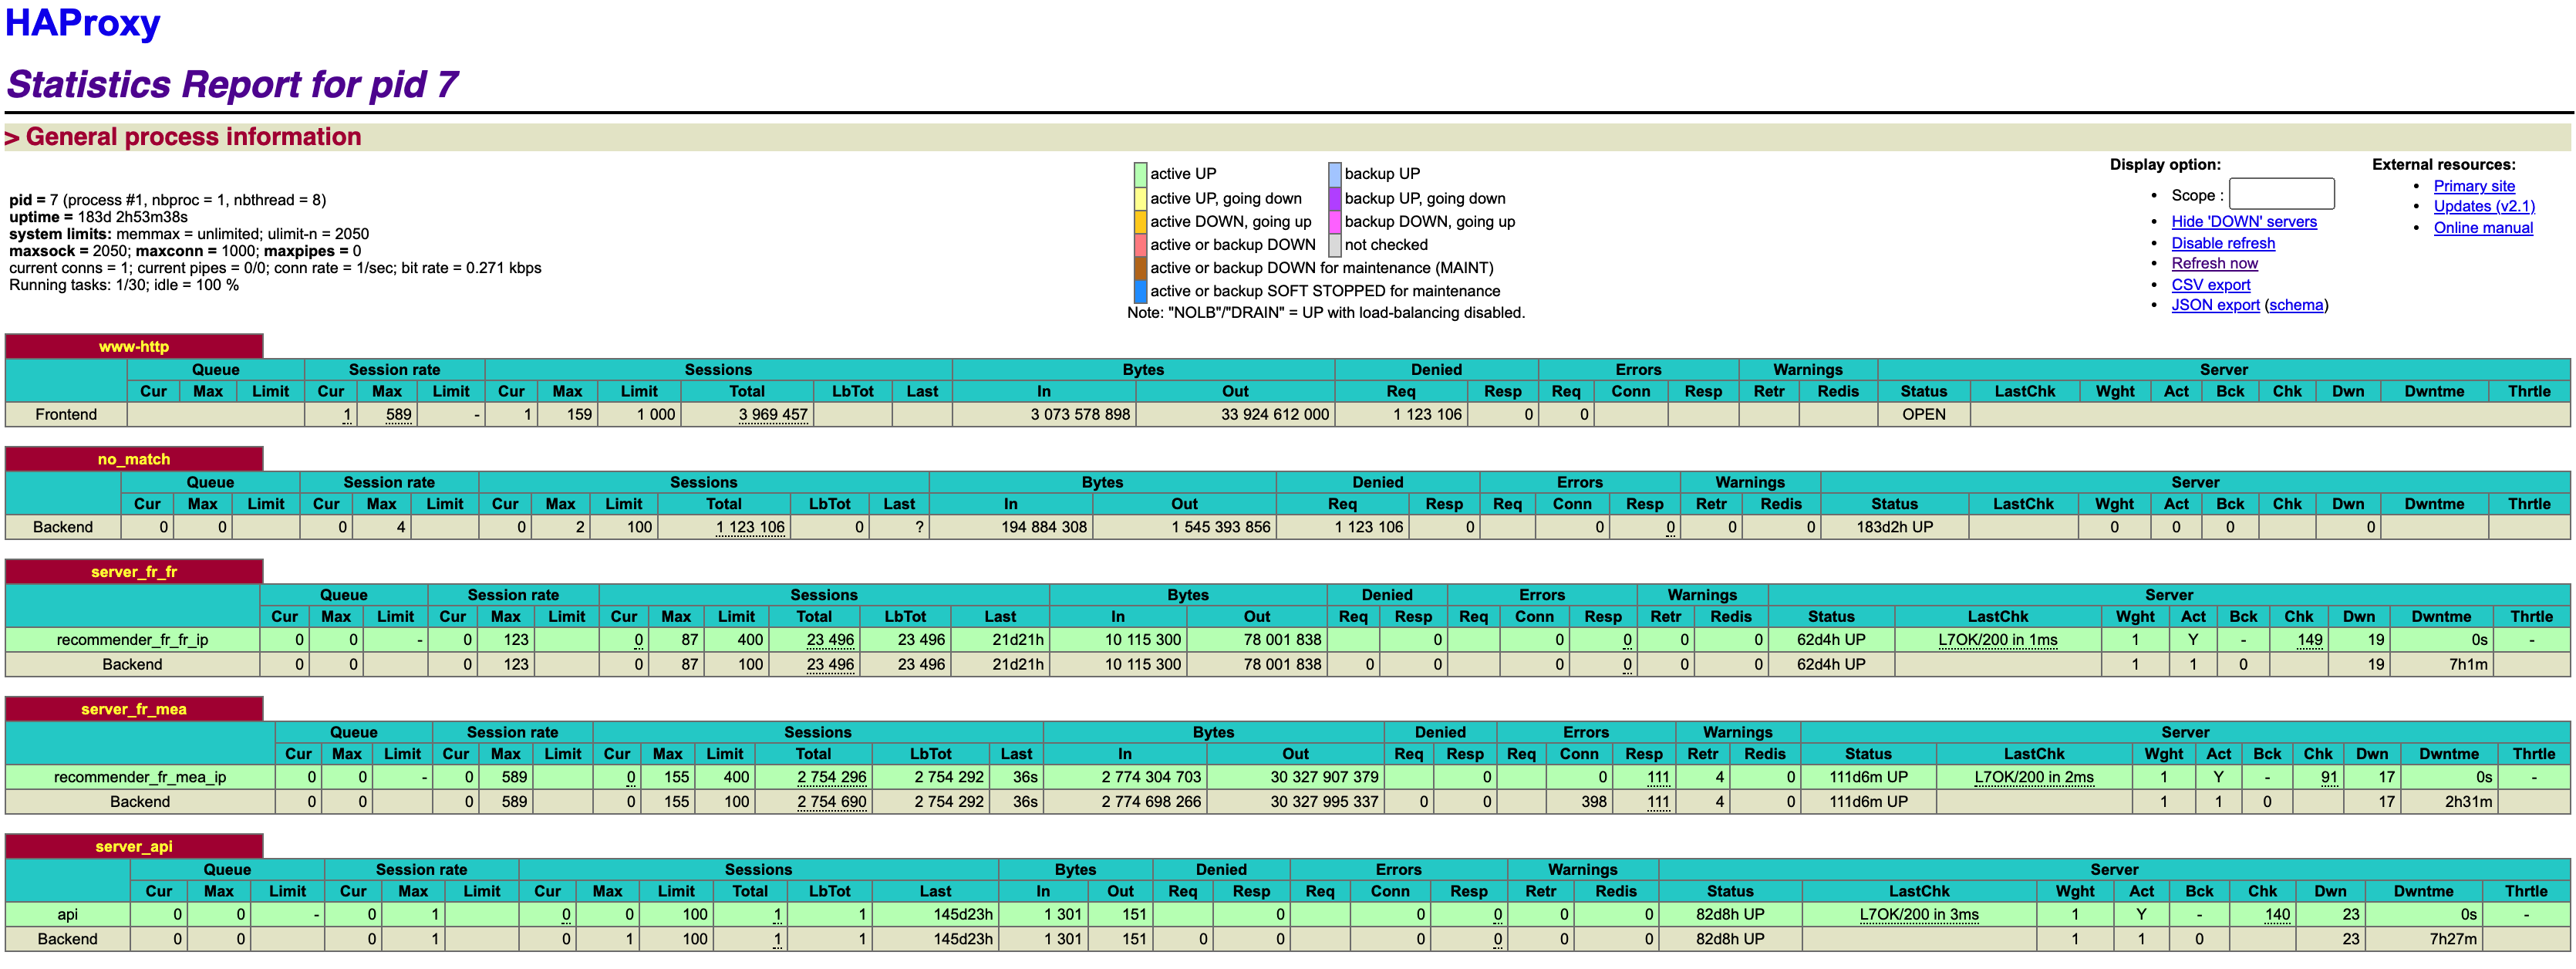 HAProxy
Statistics Report for pid 7
> General process information
pid = 7 (process #1, nbproc = 1, nbthread = 8)
uptime = 183d 2h53m38s
system limits: memmax = unlimited; ulimit-n = 2050
maxsock = 2050; maxconn = 1000; maxpipes = 0
current conns = 1; current pipes = 0/0; conn rate = 1/sec; bit rate = 0.271 kbps
Running tasks: 1/30; idle = 100 %
active UP backup UP
active UP, going down backup UP, going down
active DOWN, going up backup DOWN, going up
active or backup DOWN not checked
active or backup DOWN for maintenance (MAINT)
active or backup SOFT STOPPED for maintenance
Note: "NOLB"/"DRAIN" = UP with load-balancing disabled.
Display option:
• Scope :
• Hide 'DOWN' servers
• Disable refresh
• Refresh now
• CSV export
• JSON export (schema)
External resources:
• Primary site
• Updates (v2.1)
• Online manual
www-http
Queue Session rate Sessions Bytes Denied Errors Warnings Server
Cur Max Limit Cur Max Limit Cur Max Limit Total LbTot Last In Out Req Resp Req Conn Resp Retr Redis Status LastChk Wght Act Bck Chk Dwn Dwntme Thrtle
Frontend 1 589 - 1 159 1 000 3 969 457 3 073 578 898 33 924 612 000 1 123 106 0 0 OPEN
no_match
Queue Session rate Sessions Bytes Denied Errors Warnings Server
Cur Max Limit Cur Max Limit Cur Max Limit Total LbTot Last In Out Req Resp Req Conn Resp Retr Redis Status LastChk Wght Act Bck Chk Dwn Dwntme Thrtle
Backend 0 0 0 4 0 2 100 1 123 106 0 ? 194 884 308 1 545 393 856 1 123 106 0 0 0 0 0 183d2h UP 0 0 0 0
server_fr_fr
Queue Session rate Sessions Bytes Denied Errors Warnings Server
Cur Max Limit Cur Max Limit Cur Max Limit Total LbTot Last In Out Req Resp Req Conn Resp Retr Redis Status LastChk Wght Act Bck Chk Dwn Dwntme Thrtle
recommender_fr_fr_ip 0 0 - 0 123 0 87 400 23 496 23 496 21d21h 10 115 300 78 001 838 0 0 0 0 0 62d4h UP L7OK/200 in 1ms 1 Y - 149 19 0s -
Backend 0 0 0 123 0 87 100 23 496 23 496 21d21h 10 115 300 78 001 838 0 0 0 0 0 0 62d4h UP 1 1 0 19 7h1m
server_fr_mea
Queue Session rate Sessions Bytes Denied Errors Warnings Server
Cur Max Limit Cur Max Limit Cur Max Limit Total LbTot Last In Out Req Resp Req Conn Resp Retr Redis Status LastChk Wght Act Bck Chk Dwn Dwntme Thrtle
recommender_fr_mea_ip 0 0 - 0 589 0 155 400 2 754 296 2 754 292 36s 2 774 304 703 30 327 907 379 0 0 111 4 0 111d6m UP L7OK/200 in 2ms 1 Y - 91 17 0s -
Backend 0 0 0 589 0 155 100 2 754 690 2 754 292 36s 2 774 698 266 30 327 995 337 0 0 398 111 4 0 111d6m UP 1 1 0 17 2h31m
server_api
Queue Session rate Sessions Bytes Denied Errors Warnings Server
Cur Max Limit Cur Max Limit Cur Max Limit Total LbTot Last In Out Req Resp Req Conn Resp Retr Redis Status LastChk Wght Act Bck Chk Dwn Dwntme Thrtle
api 0 0 - 0 1 0 0 100 1 1 145d23h 1 301 151 0 0 0 0 0 82d8h UP L7OK/200 in 3ms 1 Y - 140 23 0s -
Backend 0 0 0 1 0 1 100 1 1 145d23h 1 301 151 0 0 0 0 0 0 82d8h UP 1 1 0 23 7h27m